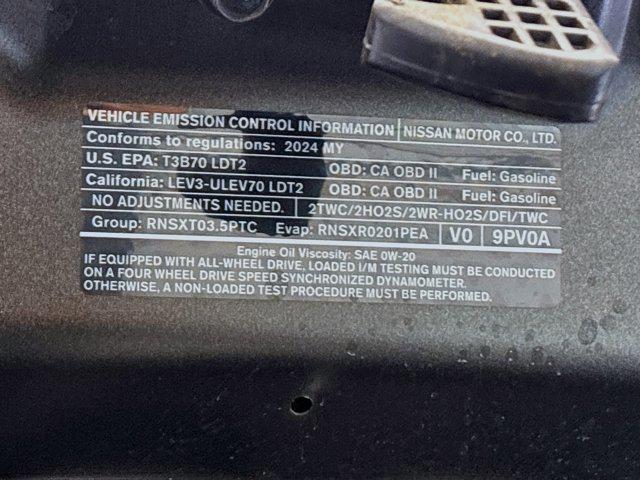 VEHICLE EMISSION CONTROL INFORMATION NISSAN MOTOR CO., LTD.
Conforms to regulations: 2024 MY
U.S. EPA: T3B70 LDT2 OBD: CA OBD II Fuel: Gasoline
California: LEV3-ULEV70 LDT2 OBD: CA OBD II Fuel: Gasoline
NO ADJUSTMENTS NEEDED. 2TWC/2HO2S/2WR-HO2S/DFI/TWC
Group: RNSXT03.5PTC Evap: RNSXR0201PEA V0 9PV0A
Engine Oil Viscosity: SAE 0W-20
IF EQUIPPED WITH ALL-WHEEL DRIVE, LOADED I/M TESTING MUST BE CONDUCTED
ON A FOUR WHEEL DRIVE SPEED SYNCHRONIZED DYNAMOMETER.
OTHERWISE, A NON-LOADED TEST PROCEDURE MUST BE PERFORMED.